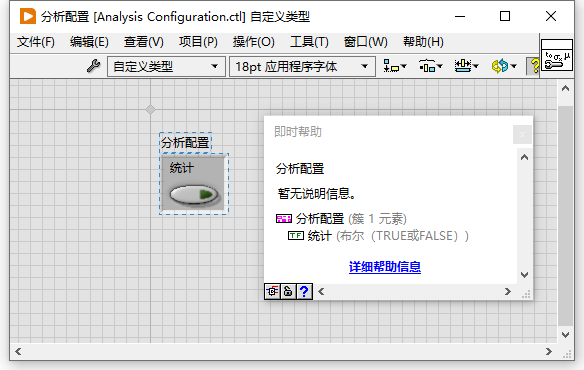 分析配置 [Analysis Configuration.ctl] 自定义类型
文件(F) 编辑(E) 查看(V) 项目(P) 操作(O) 工具(T) 窗口(W) 帮助(H)
自定义类型 18pt 应用程序字体 ?
分析配置
统计
即时帮助 x
分析配置
暂无说明信息。
分析配置 (簇 1 元素)
TF 统计 (布尔（TRUE或FALSE）)
详细帮助信息
?